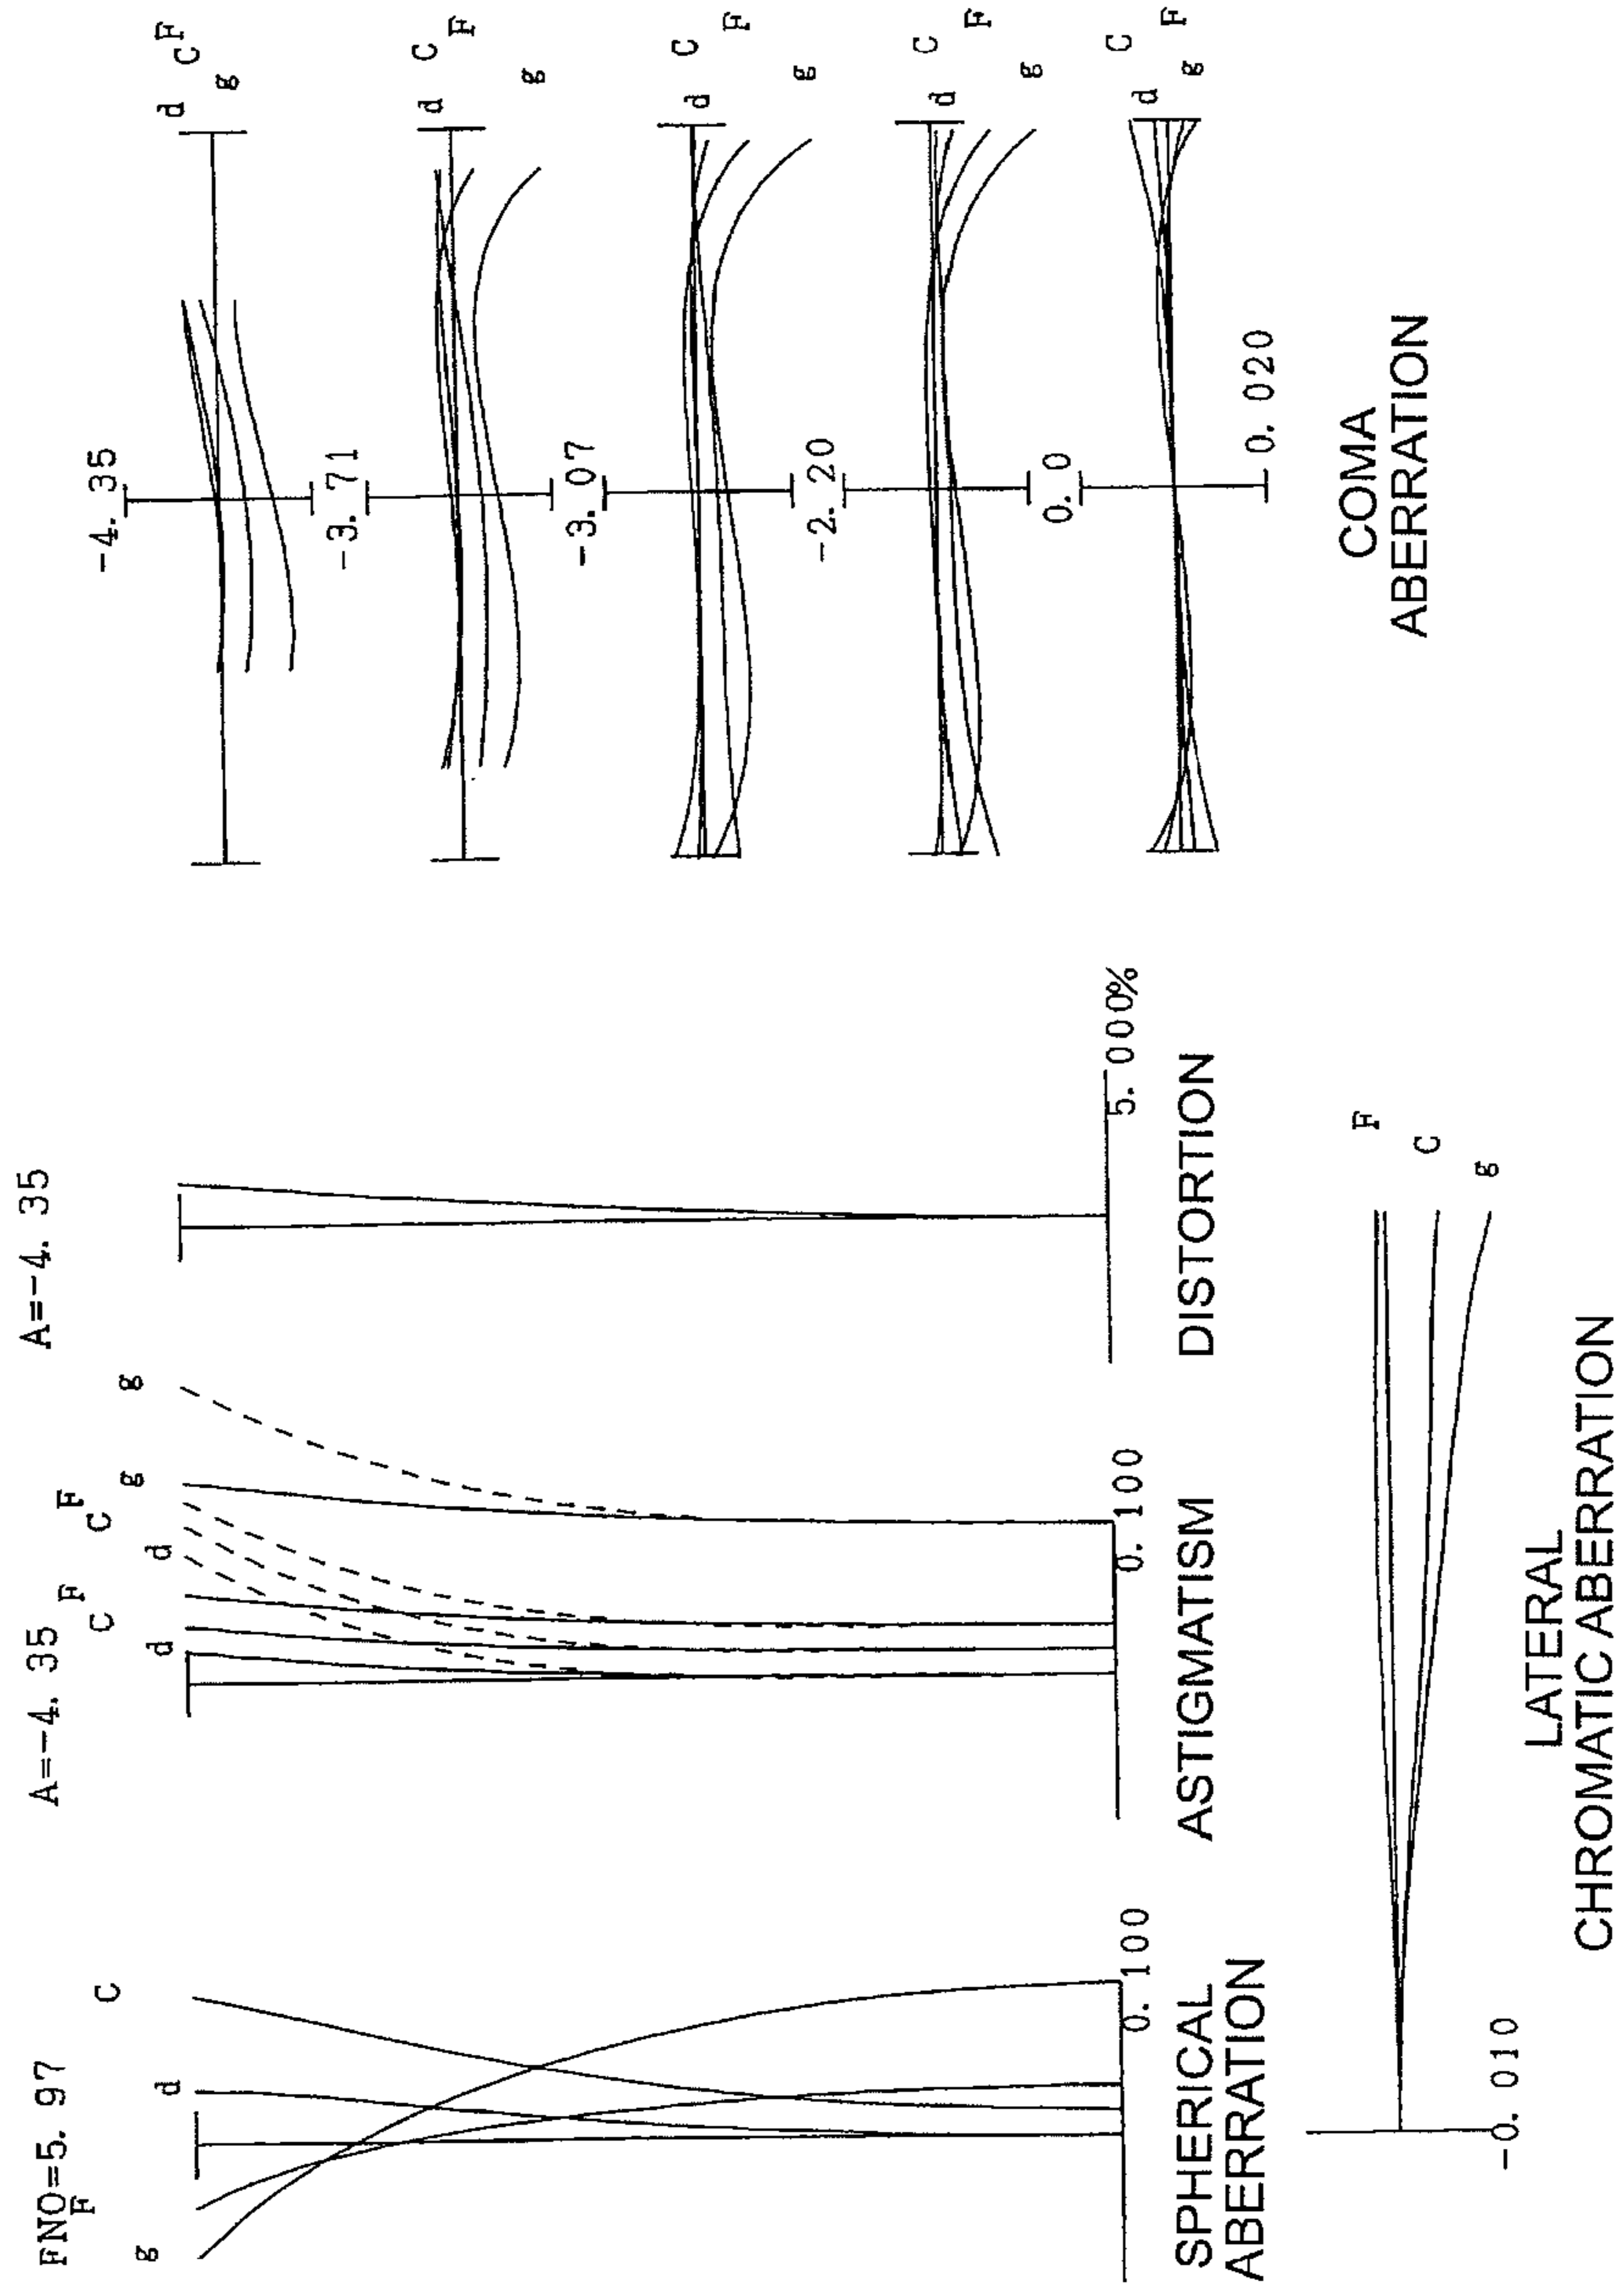 FNO=5.97
F
g
d
C
0.100
SPHERICAL
ABERRATION
A=-4.35
d
C
F
d
C
F
g
g
0.100
ASTIGMATISM
A=-4.35
5.000%
DISTORTION
-4.35
d
C
F
g
-3.71
d
C
F
g
-3.07
d
C
F
g
-2.20
d
C
F
g
0.0
d
C
F
g
0.020
COMA
ABERRATION
-0.010
F
C
g
LATERAL
CHROMATIC ABERRATION